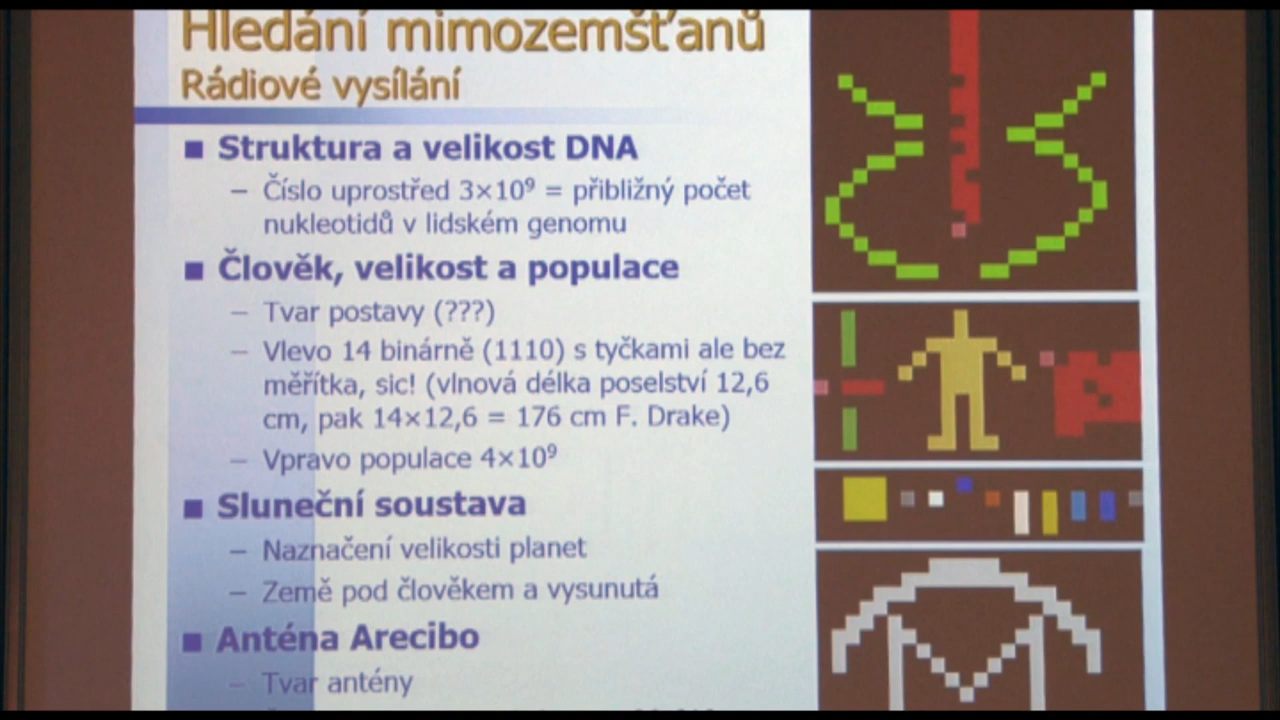 Hledání mimozemšťanů
Rádiové vysílání
■ Struktura a velikost DNA
– Číslo uprostřed 3×10⁹ = přibližný počet
nukleotidů v lidském genomu
■ Člověk, velikost a populace
– Tvar postavy (???)
– Vlevo 14 binárně (1110) s tyčkami ale bez
měřítka, sic! (vlnová délka poselství 12,6
cm, pak 14×12,6 = 176 cm F. Drake)
– Vpravo populace 4×10⁹
■ Sluneční soustava
– Naznačení velikosti planet
– Země pod člověkem a vysunutá
■ Anténa Arecibo
– Tvar antény